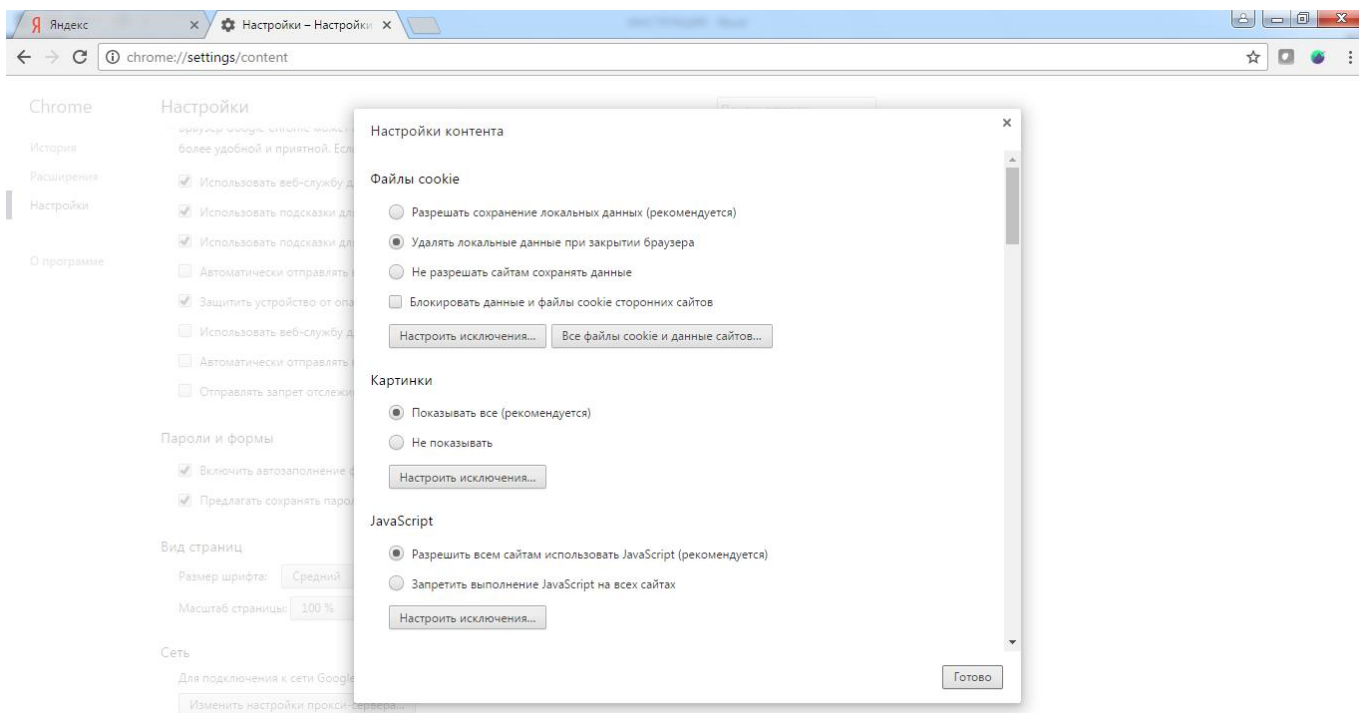 Яндекс
Настройки – Настройки
chrome://settings/content
Chrome
Настройки
История
более удобной и приятной. Если
Расширения
Использовать веб-службу д
Настройки
Использовать подсказки дл
Использовать подсказки дл
О программе
Автоматически отправлять
Защитить устройство от опа
Использовать веб-службу д
Автоматически отправлять
Отправлять запрет отслежи
Пароли и формы
Включить автозаполнение ф
Предлагать сохранять парол
Вид страниц
Размер шрифта: Средний
Масштаб страницы: 100 %
Сеть
Для подключения к сети Google
Изменить настройки прокси-сервера...
Настройки контента
Файлы cookie
Разрешать сохранение локальных данных (рекомендуется)
Удалять локальные данные при закрытии браузера
Не разрешать сайтам сохранять данные
Блокировать данные и файлы cookie сторонних сайтов
Настроить исключения... Все файлы cookie и данные сайтов...
Картинки
Показывать все (рекомендуется)
Не показывать
Настроить исключения...
JavaScript
Разрешить всем сайтам использовать JavaScript (рекомендуется)
Запретить выполнение JavaScript на всех сайтах
Настроить исключения...
Готово